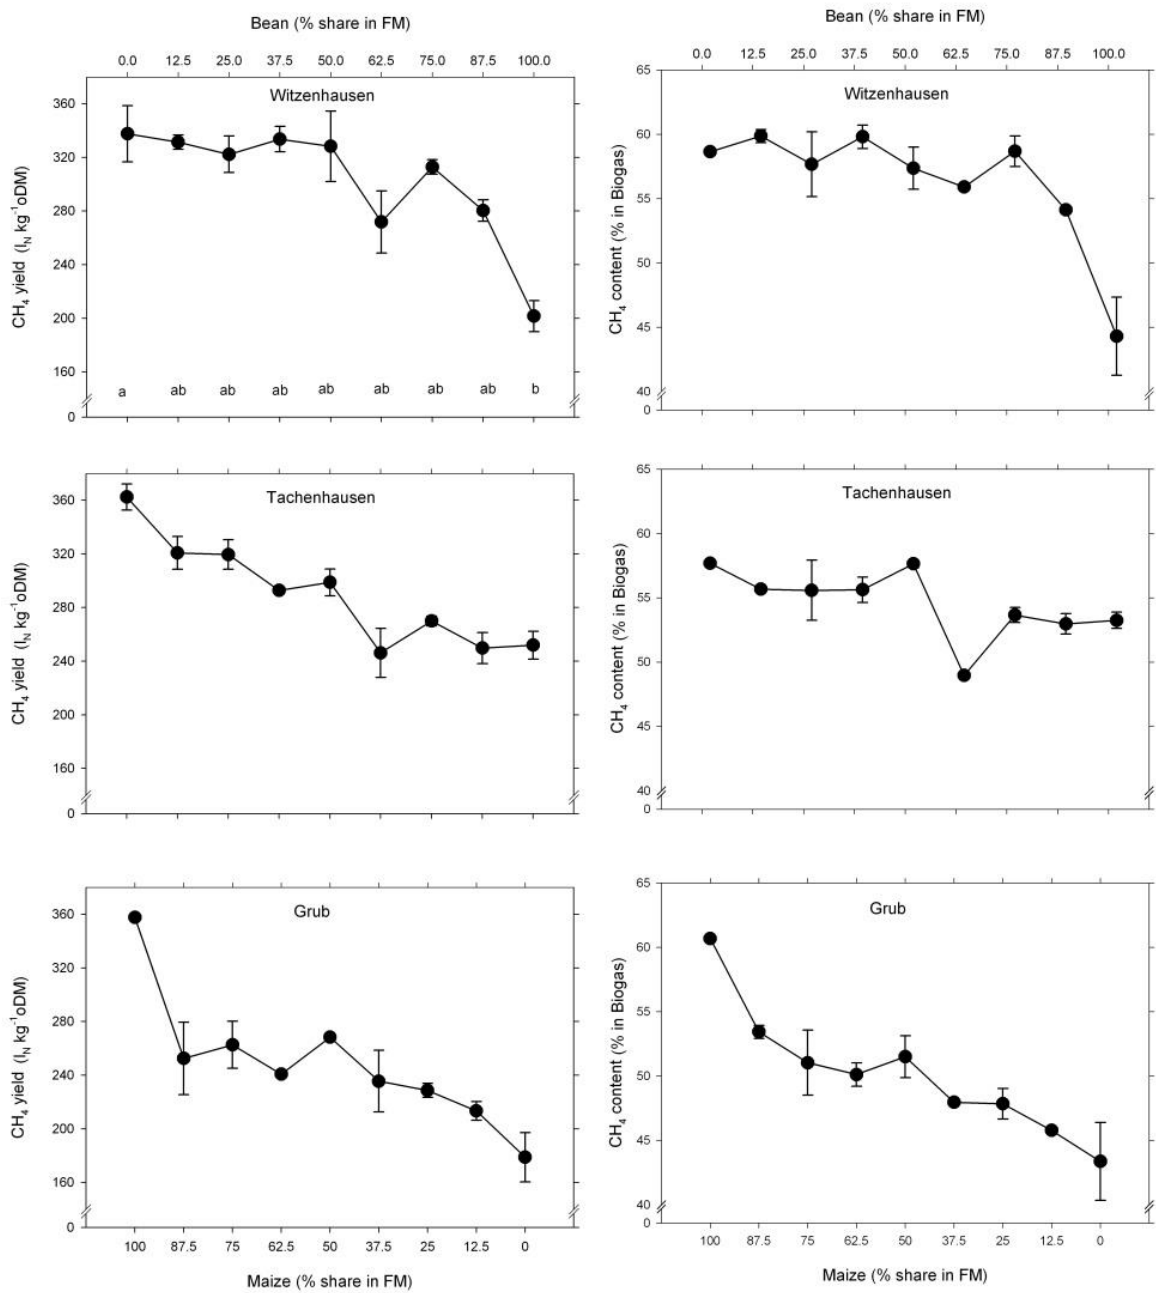 Bean (% share in FM)
0.0 12.5 25.0 37.5 50.0 62.5 75.0 87.5 100.0
Witzenhausen
360
320
280
240
200
160
0
CH₄ yield (l_N kg⁻¹oDM)
a ab ab ab ab ab ab ab b
Bean (% share in FM)
0.0 12.5 25.0 37.5 50.0 62.5 75.0 87.5 100.0
Witzenhausen
65
60
55
50
45
40
0
CH₄ content (% in Biogas)
Tachenhausen
360
320
280
240
200
160
0
CH₄ yield (l_N kg⁻¹oDM)
Tachenhausen
65
60
55
50
45
40
0
CH₄ content (% in Biogas)
Grub
360
320
280
240
200
160
0
CH₄ yield (l_N kg⁻¹oDM)
100 87.5 75 62.5 50 37.5 25 12.5 0
Maize (% share in FM)
Grub
65
60
55
50
45
40
0
CH₄ content (% in Biogas)
100 87.5 75 62.5 50 37.5 25 12.5 0
Maize (% share in FM)